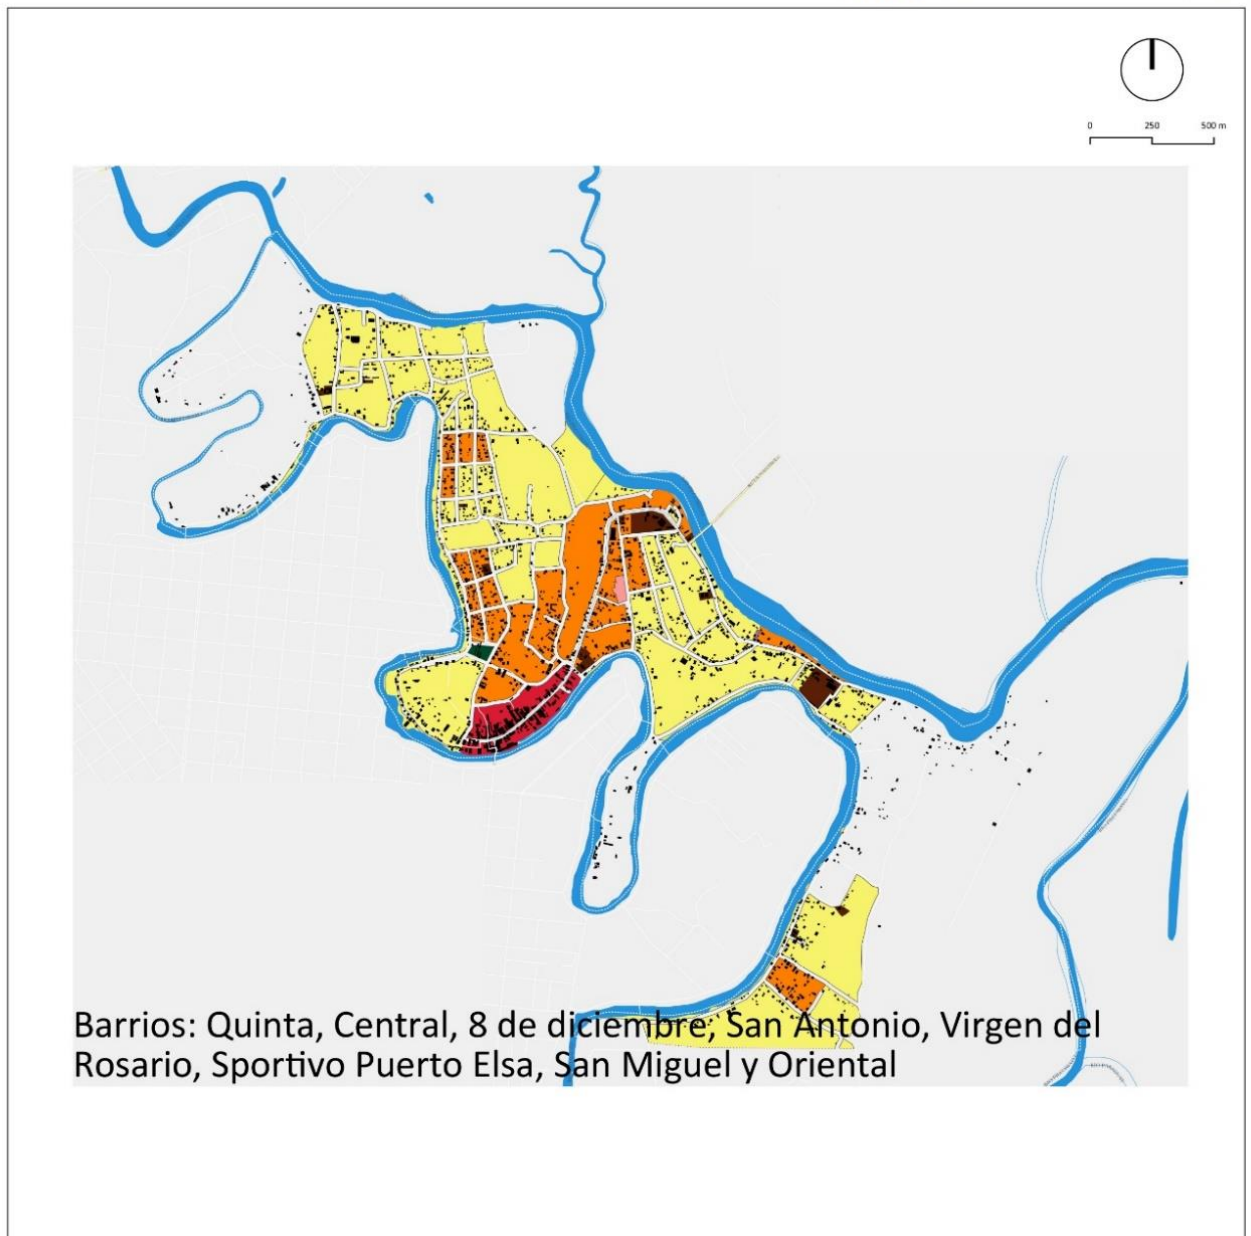 0 250 500 m
Barrios: Quinta, Central, 8 de diciembre, San Antonio, Virgen del
Rosario, Sportivo Puerto Elsa, San Miguel y Oriental